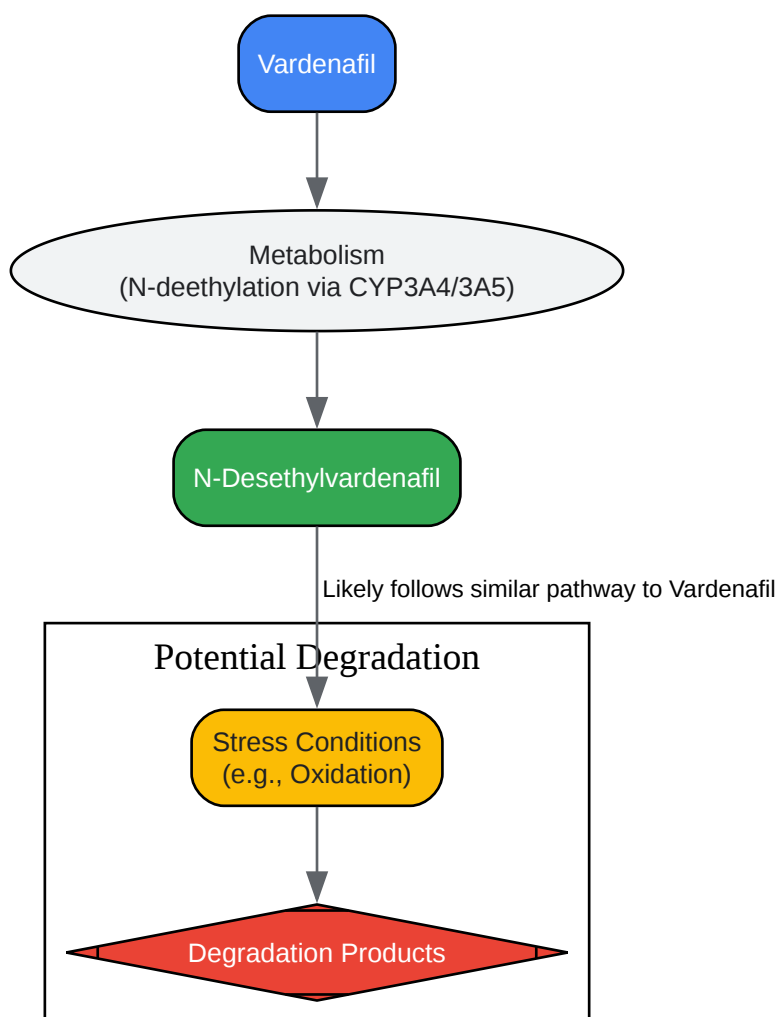 Vardenafil
Metabolism
(N-deethylation via CYP3A4/3A5)
N-Desethylvardenafil
Likely follows similar pathway to Vardenafil
Potential Degradation
Stress Conditions
(e.g., Oxidation)
Degradation Products